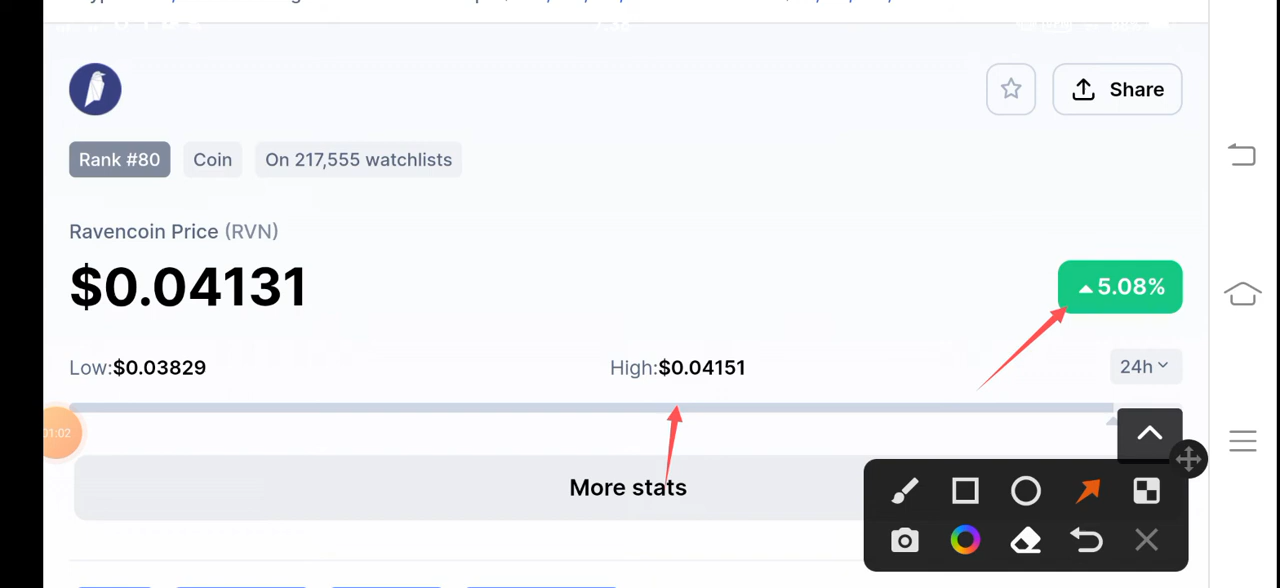 Share
Rank #80 Coin On 217,555 watchlists
Ravencoin Price (RVN)
$0.04131 5.08%
Low:$0.03829 High:$0.04151 24h
01:02
More stats